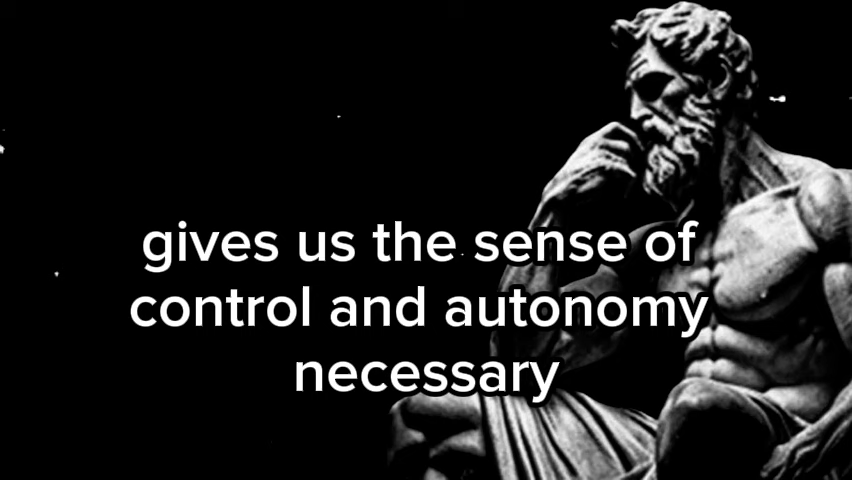 gives us the sense of
control and autonomy
necessary